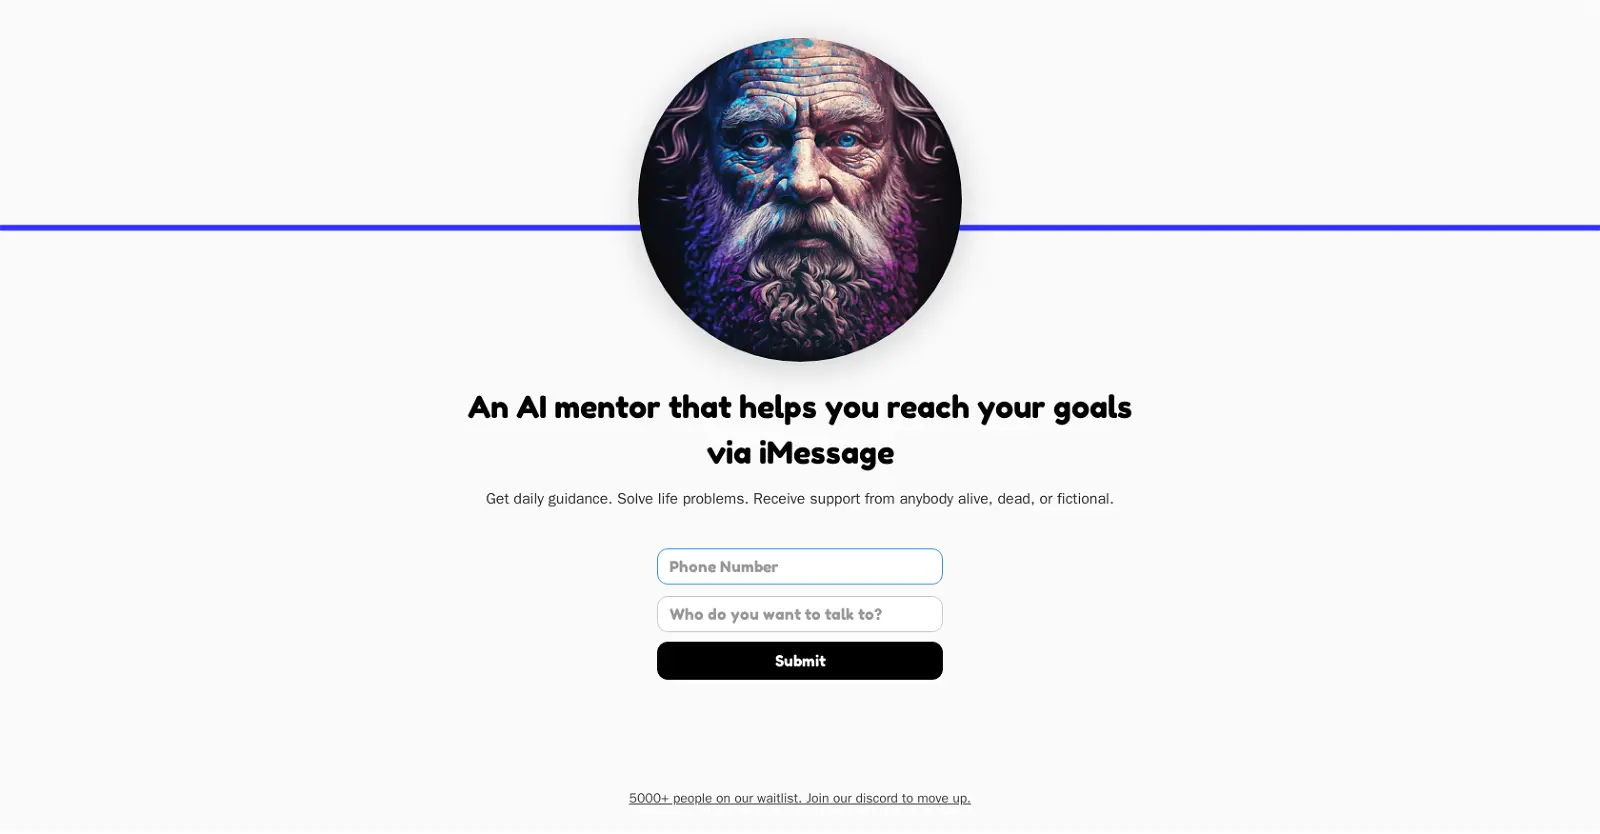 An AI mentor that helps you reach your goals
via iMessage
Get daily guidance. Solve life problems. Receive support from anybody alive, dead, or fictional.
Phone Number
Who do you want to talk to?
Submit
5000+ people on our waitlist. Join our discord to move up.